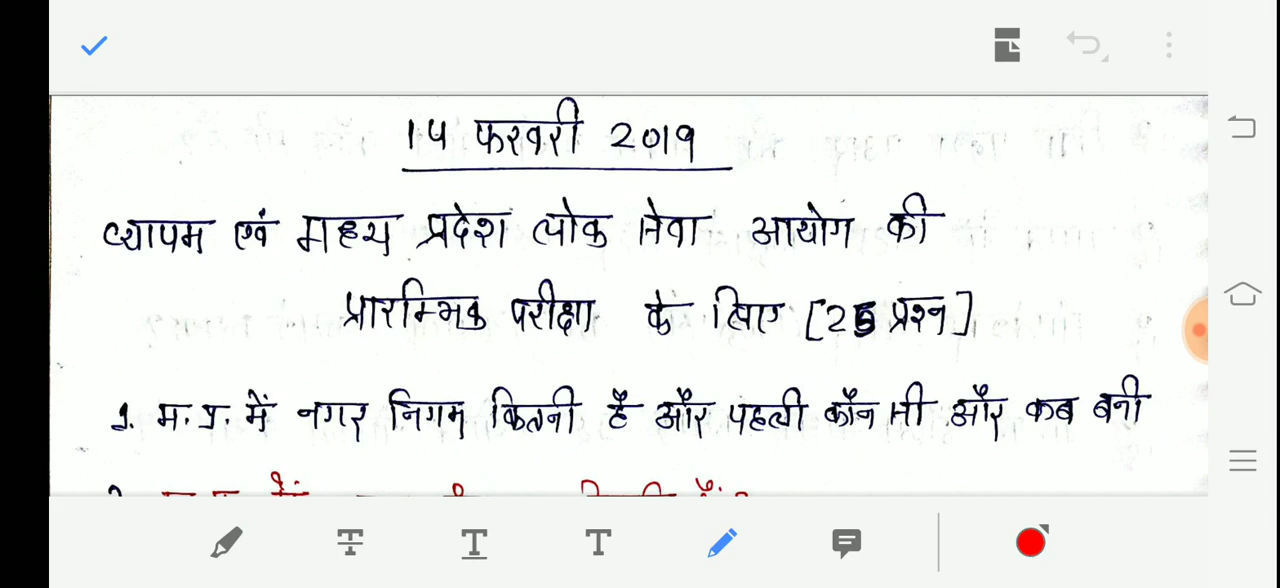 14 फरवरी 2019
व्यापम एवं मध्य प्रदेश लोक सेवा आयोग की
प्रारम्भिक परीक्षा के लिए [25 प्रश्न]
1. म.प्र. में नगर निगम कितनी है और पहली कौन सी और कब बनी
T T T